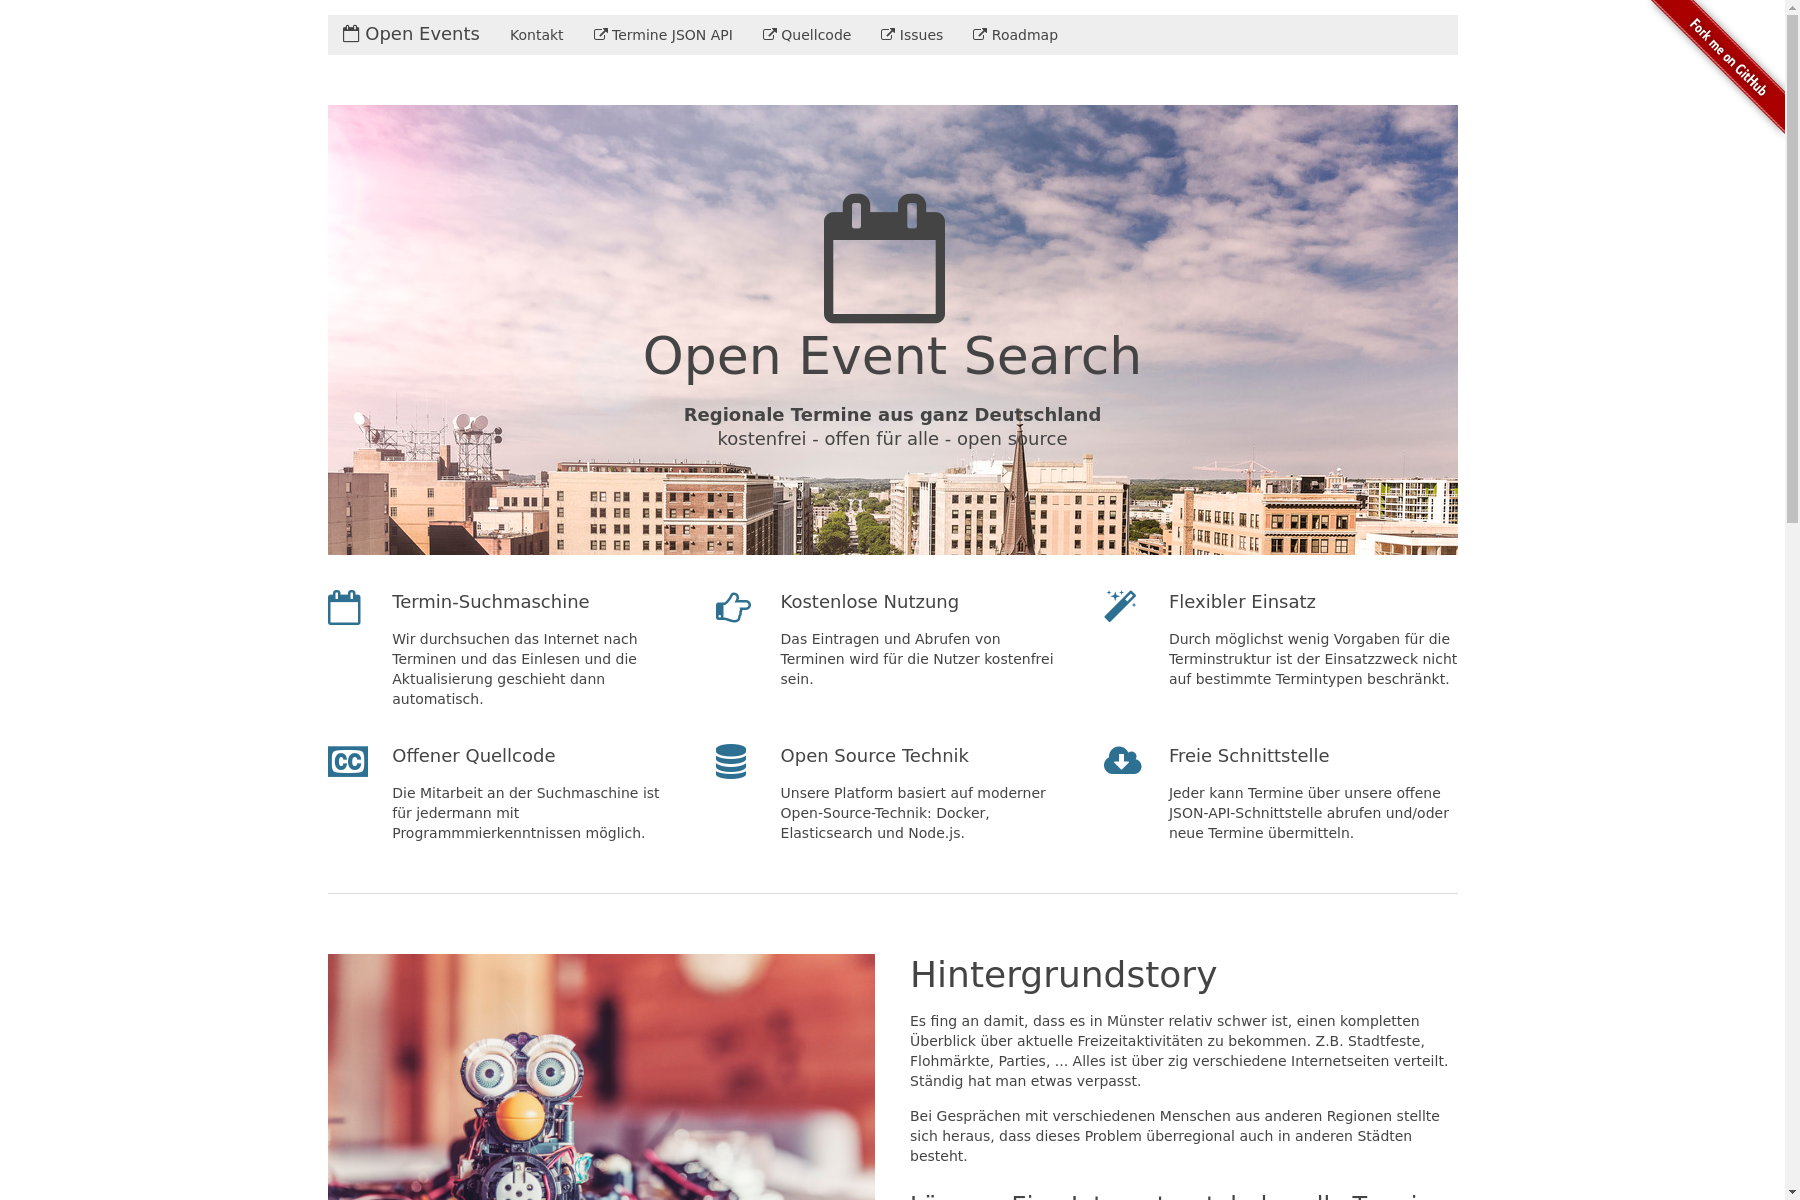 Open Events Kontakt Termine JSON API Quellcode Issues Roadmap
Fork me on GitHub
Open Event Search
Regionale Termine aus ganz Deutschland
kostenfrei - offen für alle - open source
Termin-Suchmaschine
Wir durchsuchen das Internet nach
Terminen und das Einlesen und die
Aktualisierung geschieht dann
automatisch.
Kostenlose Nutzung
Das Eintragen und Abrufen von
Terminen wird für die Nutzer kostenfrei
sein.
Flexibler Einsatz
Durch möglichst wenig Vorgaben für die
Terminstruktur ist der Einsatzzweck nicht
auf bestimmte Termintypen beschränkt.
CC
Offener Quellcode
Die Mitarbeit an der Suchmaschine ist
für jedermann mit
Programmmierkenntnissen möglich.
Open Source Technik
Unsere Platform basiert auf moderner
Open-Source-Technik: Docker,
Elasticsearch und Node.js.
Freie Schnittstelle
Jeder kann Termine über unsere offene
JSON-API-Schnittstelle abrufen und/oder
neue Termine übermitteln.
Hintergrundstory
Es fing an damit, dass es in Münster relativ schwer ist, einen kompletten
Überblick über aktuelle Freizeitaktivitäten zu bekommen. Z.B. Stadtfeste,
Flohmärkte, Parties, ... Alles ist über zig verschiedene Internetseiten verteilt.
Ständig hat man etwas verpasst.
Bei Gesprächen mit verschiedenen Menschen aus anderen Regionen stellte
sich heraus, dass dieses Problem überregional auch in anderen Städten
besteht.